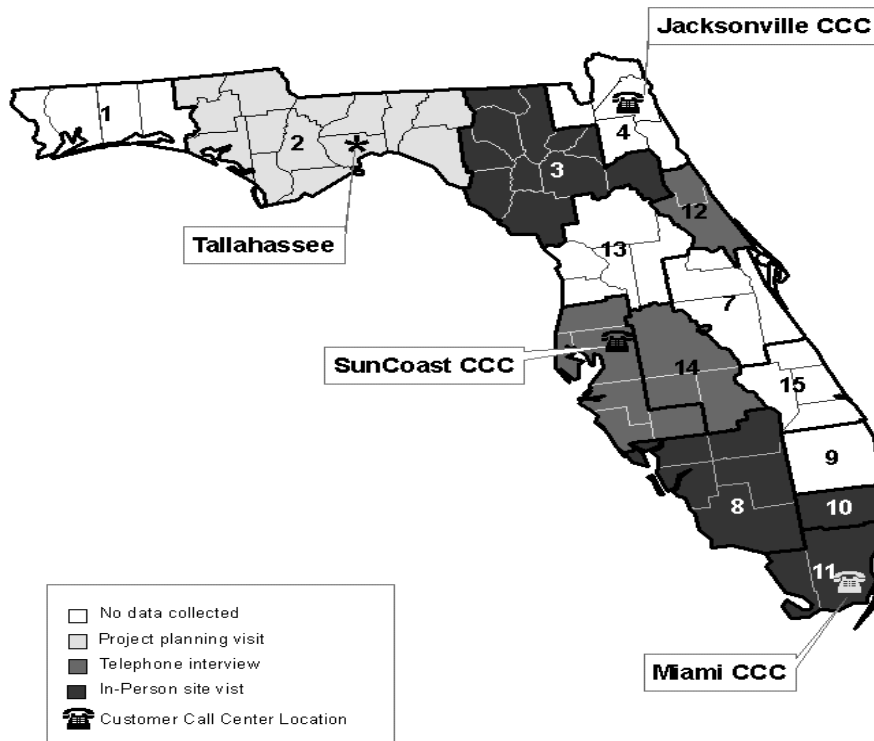 Jacksonville CCC
1
2
3
4
12
Tallahassee
13
7
SunCoast CCC
14
15
9
8
10
11
Miami CCC
No data collected
Project planning visit
Telephone interview
In-Person site vist
Customer Call Center Location